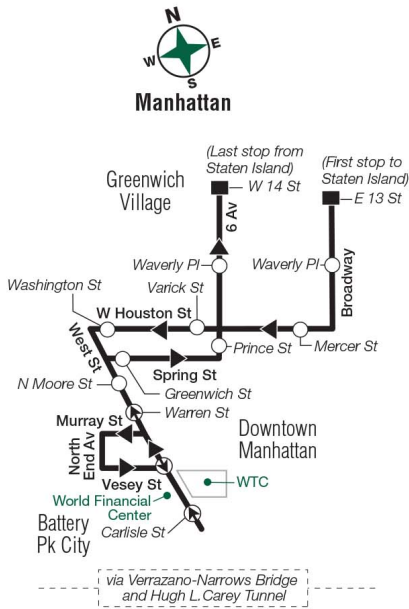 N
E
W
S
Manhattan
(Last stop from
Staten Island)
W 14 St
(First stop to
Staten Island)
E 13 St
Greenwich
Village
6 Av
Broadway
Waverly Pl
Waverly Pl
Washington St
Varick St
W Houston St
West St
Prince St
Mercer St
Spring St
N Moore St
Greenwich St
Warren St
Murray St
North
End Av
Downtown
Manhattan
Vesey St
WTC
World Financial
Center
Battery
Pk City
Carlisle St
via Verrazano-Narrows Bridge
and Hugh L. Carey Tunnel